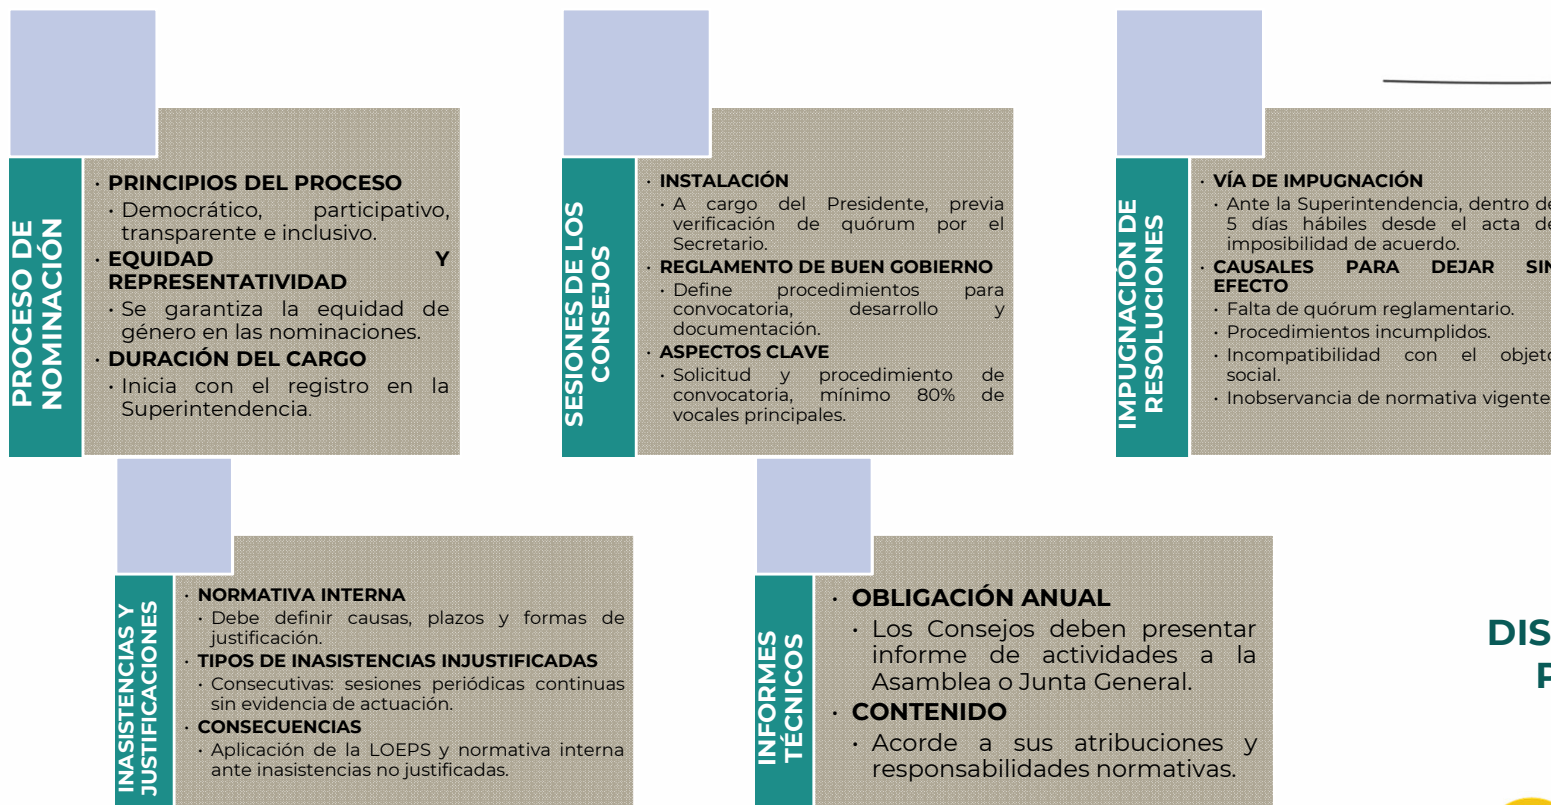 PROCESO DE
NOMINACIÓN
· PRINCIPIOS DEL PROCESO
· Democrático, participativo,
transparente e inclusivo.
· EQUIDAD Y
REPRESENTATIVIDAD
· Se garantiza la equidad de
género en las nominaciones.
· DURACIÓN DEL CARGO
· Inicia con el registro en la
Superintendencia.
SESIONES DE LOS
CONSEJOS
· INSTALACIÓN
· A cargo del Presidente, previa
verificación de quórum por el
Secretario.
· REGLAMENTO DE BUEN GOBIERNO
· Define procedimientos para
convocatoria, desarrollo y
documentación.
· ASPECTOS CLAVE
· Solicitud y procedimiento de
convocatoria, mínimo 80% de
vocales principales.
IMPUGNACIÓN DE
RESOLUCIONES
· VÍA DE IMPUGNACIÓN
· Ante la Superintendencia, dentro de
5 días hábiles desde el acta de
imposibilidad de acuerdo.
· CAUSALES PARA DEJAR SIN
EFECTO
· Falta de quórum reglamentario.
· Procedimientos incumplidos.
· Incompatibilidad con el objeto
social.
· Inobservancia de normativa vigente
INASISTENCIAS Y
JUSTIFICACIONES
· NORMATIVA INTERNA
· Debe definir causas, plazos y formas de
justificación.
· TIPOS DE INASISTENCIAS INJUSTIFICADAS
· Consecutivas: sesiones periódicas continuas
sin evidencia de actuación.
· CONSECUENCIAS
· Aplicación de la LOEPS y normativa interna
ante inasistencias no justificadas.
INFORMES
TÉCNICOS
· OBLIGACIÓN ANUAL
· Los Consejos deben presentar
informe de actividades a la
Asamblea o Junta General.
· CONTENIDO
· Acorde a sus atribuciones y
responsabilidades normativas.
DIS